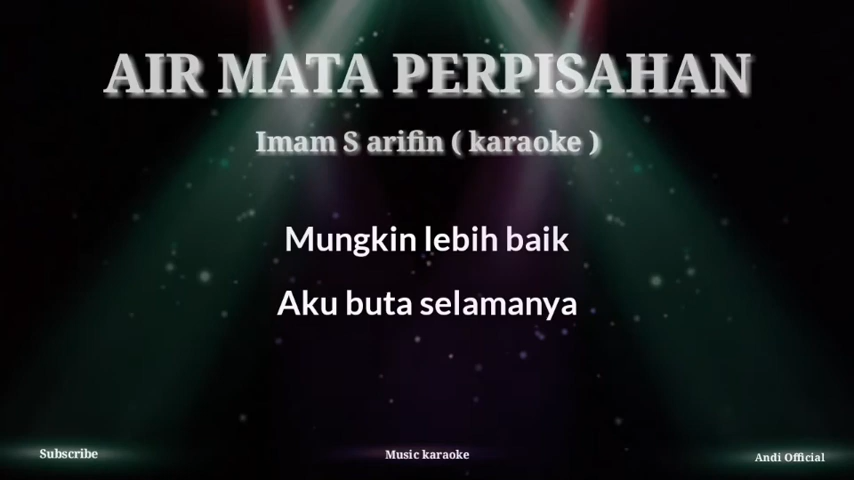 AIR MATA PERPISAHAN
Imam S arifin ( karaoke )
Mungkin lebih baik
Aku buta selamanya
Subscribe
Music karaoke
Andi Official